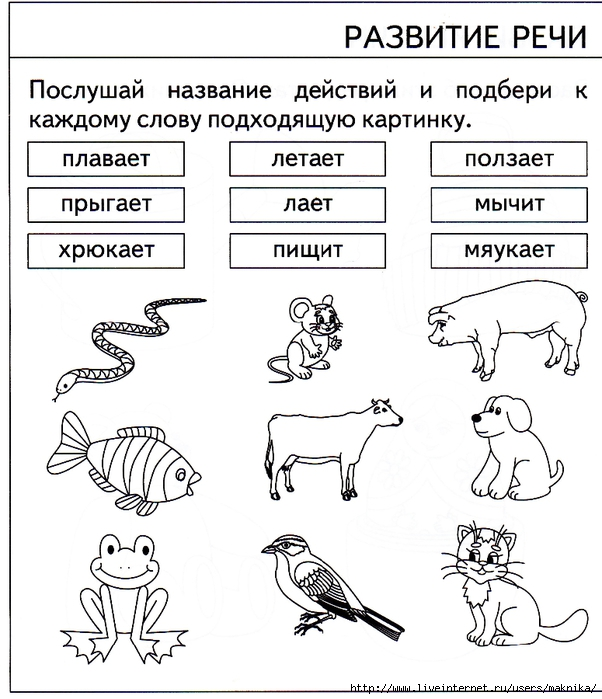 РАЗВИТИЕ РЕЧИ
Послушай название действий и подбери к
каждому слову подходящую картинку.
плавает летает ползает
прыгает лает мычит
хрюкает пищит мяукает
http://www.liveinternet.ru/users/maknika/